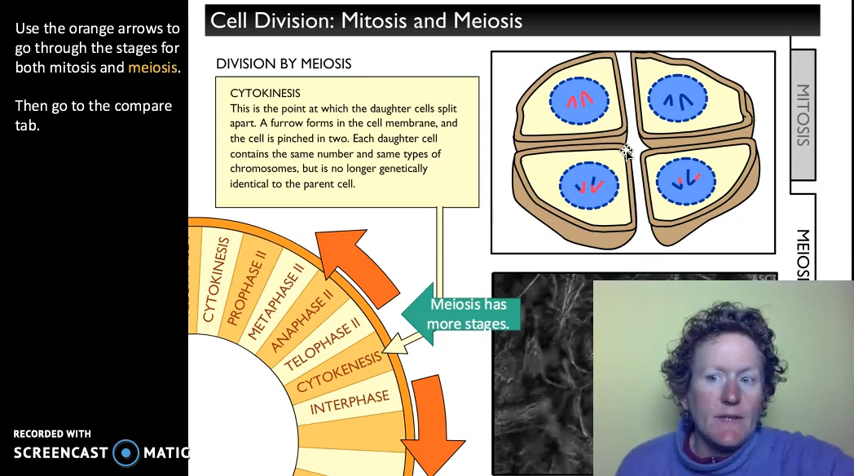 Use the orange arrows to
go through the stages for
both mitosis and meiosis.
Then go to the compare
tab.
Cell Division: Mitosis and Meiosis
DIVISION BY MEIOSIS
CYTOKINESIS
This is the point at which the daughter cells split
apart. A furrow forms in the cell membrane, and
the cell is pinched in two. Each daughter cell
contains the same number and same types of
chromosomes, but is no longer genetically
identical to the parent cell.
MITOSIS
CYTOKINESIS
PROPHASE II
METAPHASE II
ANAPHASE II
TELOPHASE II
CYTOKENESIS
INTERPHASE
Meiosis has
more stages.
RECORDED WITH
SCREENCAST MATIC